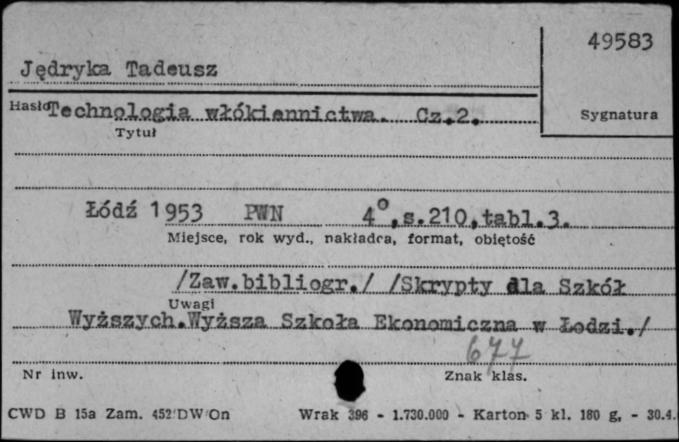 49583
Jędryka Tadeusz
Hasło Technologia włókiennictwa. Cz.2.
Sygnatura
Tytuł
Łódź 1953 PWN 4°, s.210, tabl.3.
Miejsce, rok wyd., nakładca, format, objętość
/Zaw.bibliogr./ /Skrypty dla Szkół
Uwagi
Wyższych.Wyższa Szkoła Ekonomiczna w Łodzi./
677
Nr inw. Znak klas.
CWD B 15a Zam. 452 DW/On Wrak 396 - 1.730.000 - Karton 5 kl. 180 g, - 30.4.